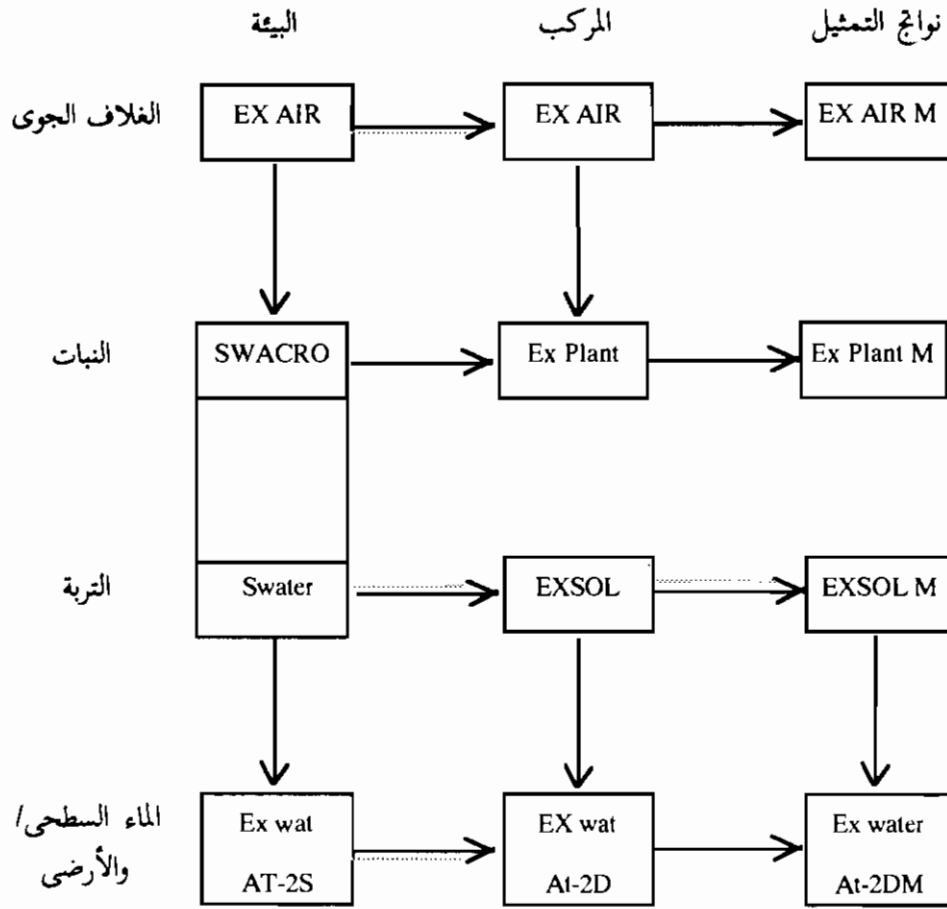 نواتج التمثيل
المركب
البيئة
الغلاف الجوى
EX AIR
EX AIR
EX AIR M
النبات
SWACRO
Ex Plant
Ex Plant M
التربة
Swater
EXSOL
EXSOL M
الماء السطحى/
والأرضى
Ex wat
AT-2S
EX wat
At-2D
Ex water
At-2DM